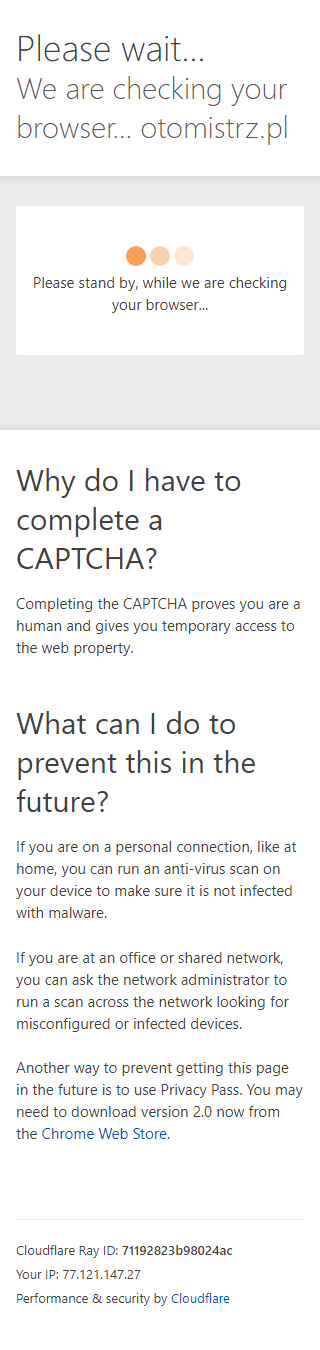 Please wait...
We are checking your
browser... otomistrz.pl
Please stand by, while we are checking
your browser...
Why do I have to
complete a
CAPTCHA?
Completing the CAPTCHA proves you are a
human and gives you temporary access to
the web property.
What can I do to
prevent this in the
future?
If you are on a personal connection, like at
home, you can run an anti-virus scan on
your device to make sure it is not infected
with malware.
If you are at an office or shared network,
you can ask the network administrator to
run a scan across the network looking for
misconfigured or infected devices.
Another way to prevent getting this page
in the future is to use Privacy Pass. You may
need to download version 2.0 now from
the Chrome Web Store.
Cloudflare Ray ID: 71192823b98024ac
Your IP: 77.121.147.27
Performance & security by Cloudflare